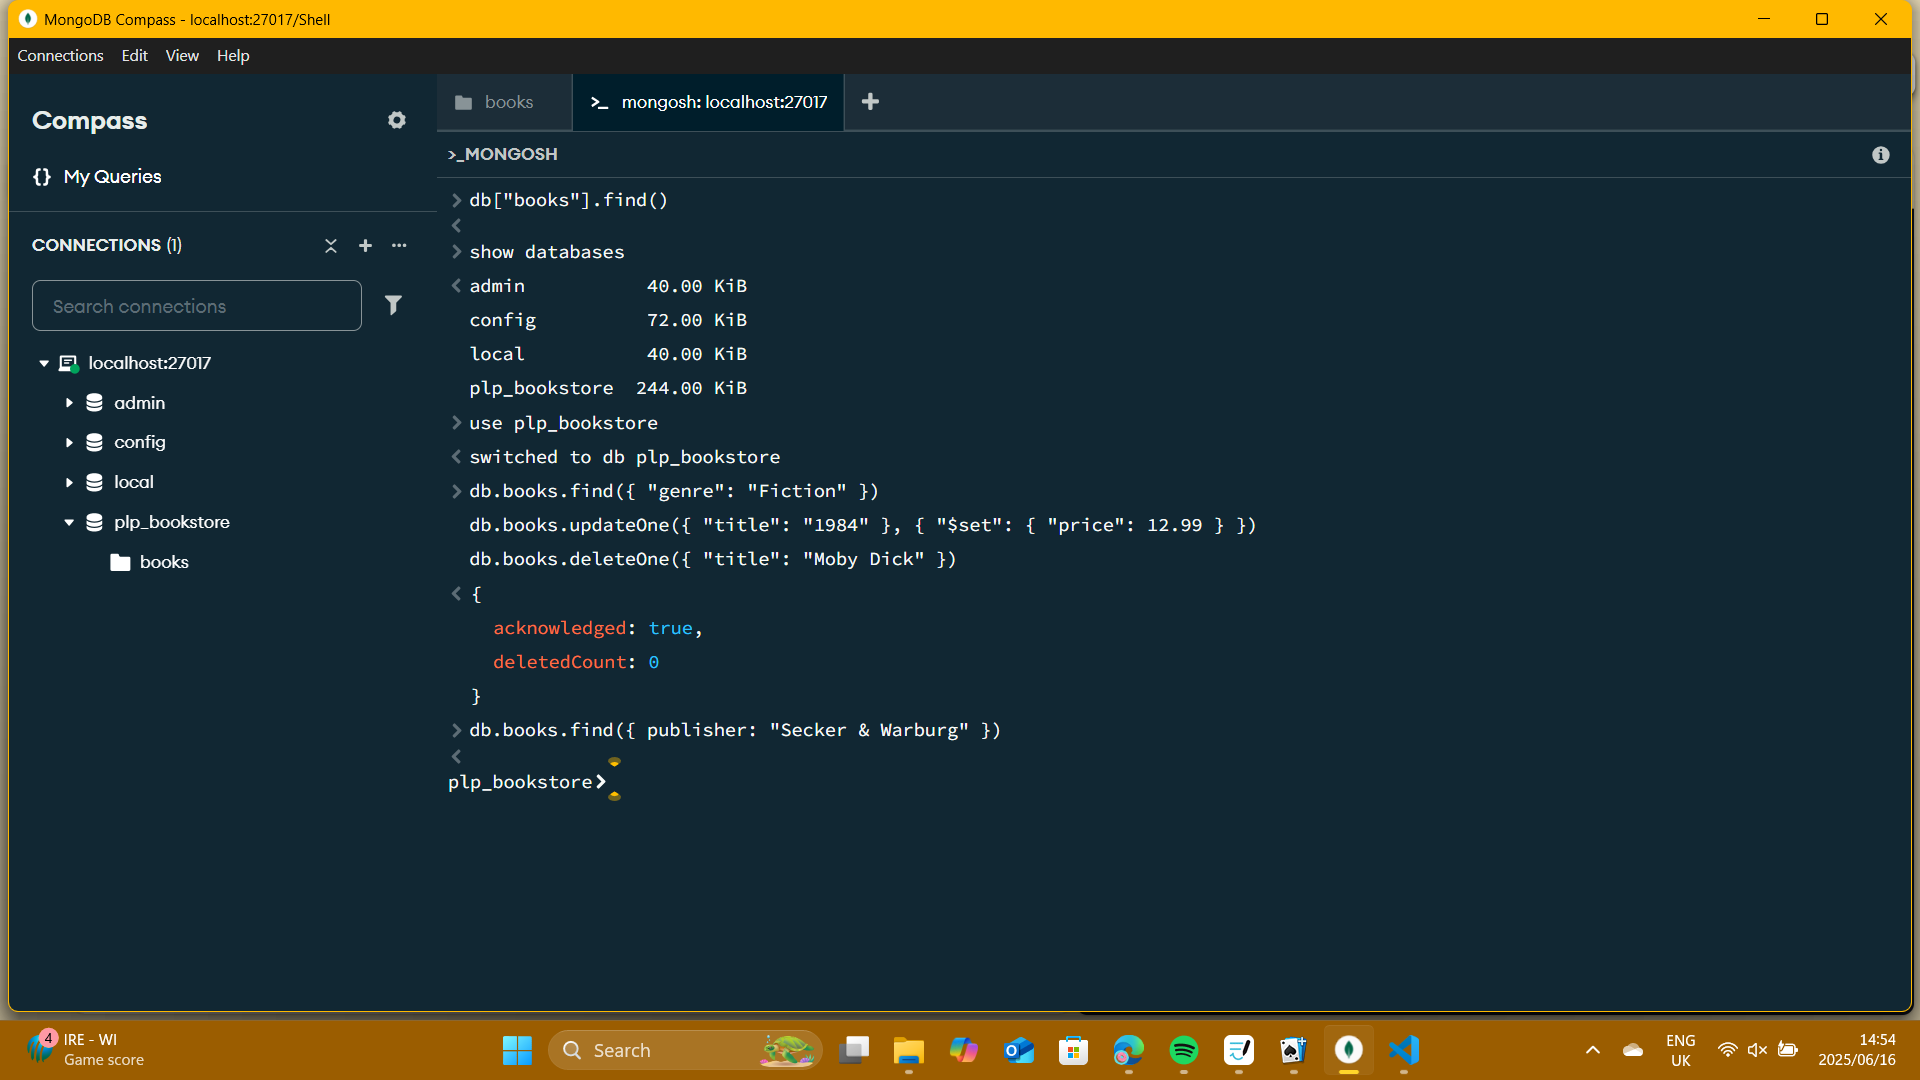 MongoDB Compass - localhost:27017/Shell
Connections Edit View Help
Compass
My Queries
CONNECTIONS (1)
Search connections
localhost:27017
admin
config
local
plp_bookstore
books
books
mongosh: localhost:27017
>_MONGOSH
> db["books"].find()
<
> show databases
< admin 40.00 KiB
config 72.00 KiB
local 40.00 KiB
plp_bookstore 244.00 KiB
> use plp_bookstore
< switched to db plp_bookstore
> db.books.find({ "genre": "Fiction" })
db.books.updateOne({ "title": "1984" }, { "$set": { "price": 12.99 } })
db.books.deleteOne({ "title": "Moby Dick" })
< {
acknowledged: true,
deletedCount: 0
}
> db.books.find({ publisher: "Secker & Warburg" })
<
plp_bookstore>
4
IRE - WI
Game score
Search
ENG
UK
14:54
2025/06/16